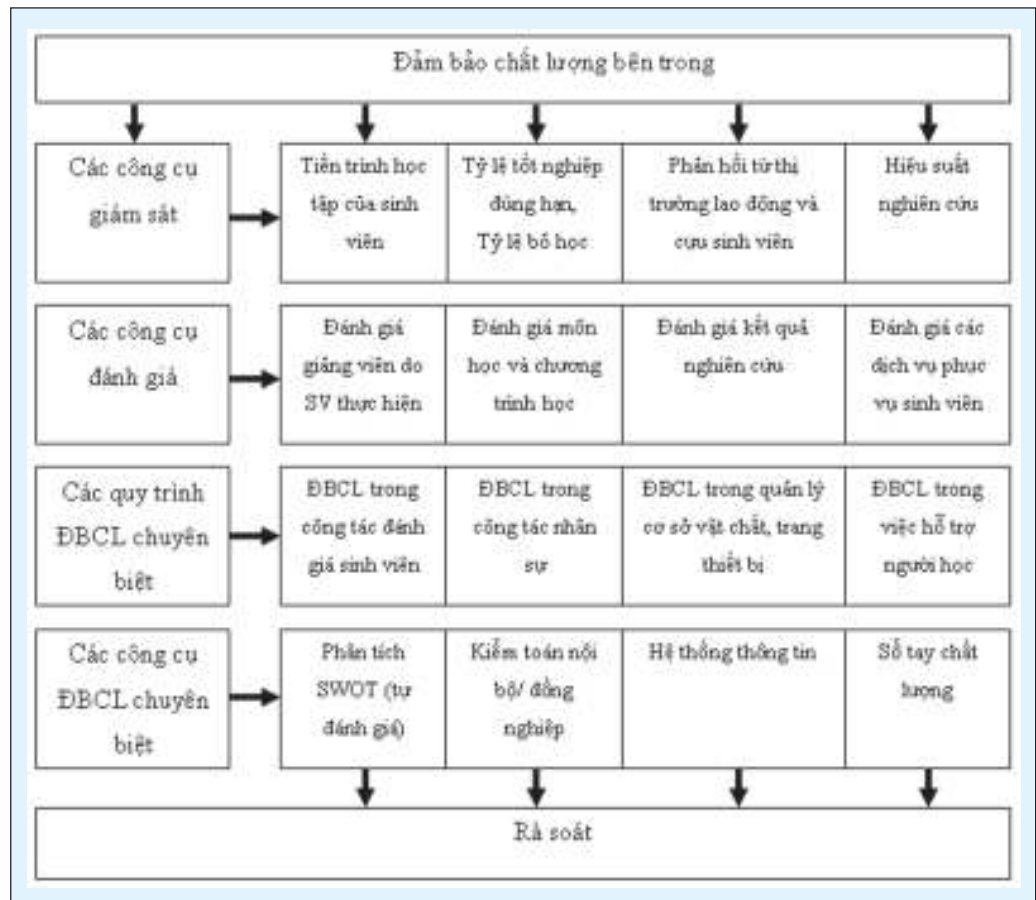 Đảm bảo chất lượng bên trong
Các công cụ
giám sát
Tiến trình học
tập của sinh
viên
Tỷ lệ tốt nghiệp
đúng hạn,
Tỷ lệ bỏ học
Phản hồi từ thị
trường lao động và
cựu sinh viên
Hiệu suất
nghiên cứu
Các công cụ
đánh giá
Đánh giá
giảng viên do
SV thực hiện
Đánh giá môn
học và chương
trình học
Đánh giá kết quả
nghiên cứu
Đánh giá các
dịch vụ phục
vụ sinh viên
Các quy trình
ĐBCL chuyên
biệt
ĐBCL trong
công tác đánh
giá sinh viên
ĐBCL trong
công tác nhân
sự
ĐBCL trong quản lý
cơ sở vật chất, trang
thiết bị
ĐBCL trong
việc hỗ trợ
người học
Các công cụ
ĐBCL chuyên
biệt
Phân tích
SWOT (tự
đánh giá)
Kiểm toán nội
bộ/ đồng
nghiệp
Hệ thống thông tin
Sổ tay chất
lượng
Rà soát